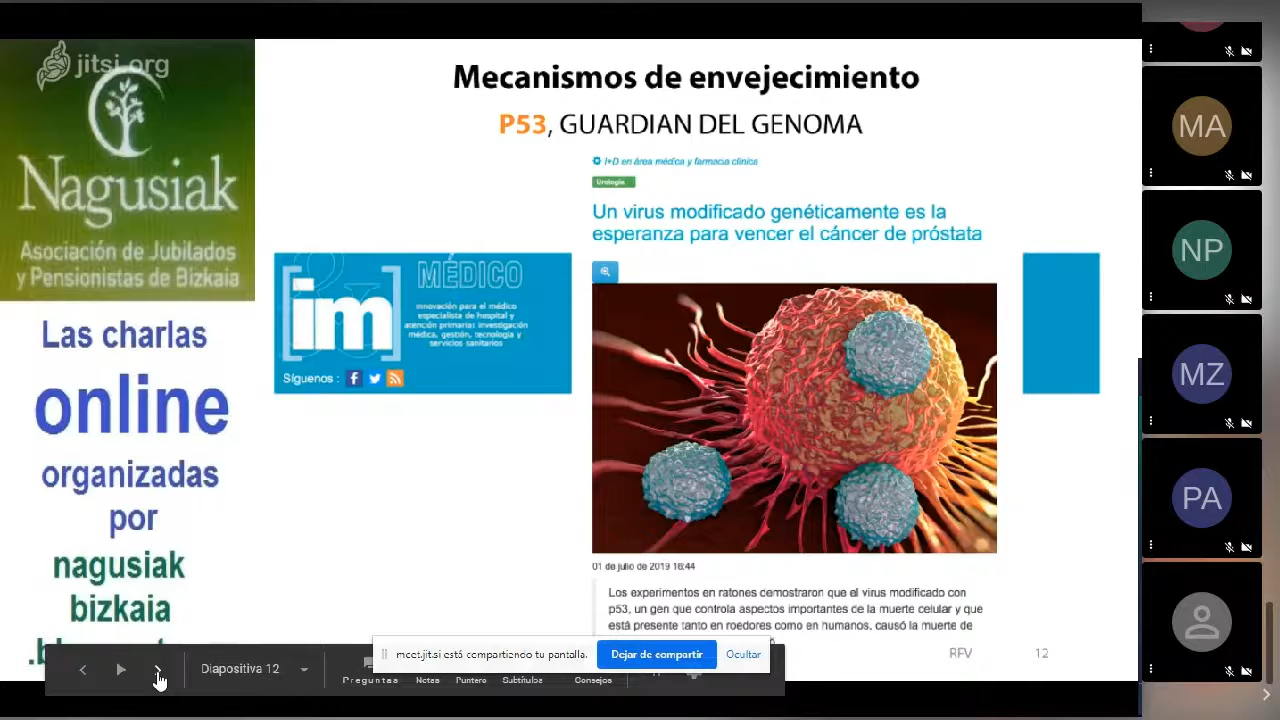 jitsi.org
Nagusiak
Asociación de Jubilados
y Pensionistas de Bizkaia
Las charlas
online
organizadas
por
nagusiak
bizkaia
Mecanismos de envejecimiento
P53, GUARDIAN DEL GENOMA
I+D en área médica y farmacia clínica
Urología
Un virus modificado genéticamente es la
esperanza para vencer el cáncer de próstata
[im] MÉDICO
innovación para el médico
especialista de hospital y
atención primaria: investigación
médica, gestión, tecnología y
servicios sanitarios
Síguenos :
01 de julio de 2019 16:44
Los experimentos en ratones demostraron que el virus modificado con
p53, un gen que controla aspectos importantes de la muerte celular y que
está presente tanto en roedores como en humanos, causó la muerte de
RFV 12
meet.jit.si está compartiendo tu pantalla.
Dejar de compartir
Ocultar
Diapositiva 12
Preguntas
Notas
Puntero
Subtítulos
Consejos
MA
NP
MZ
PA